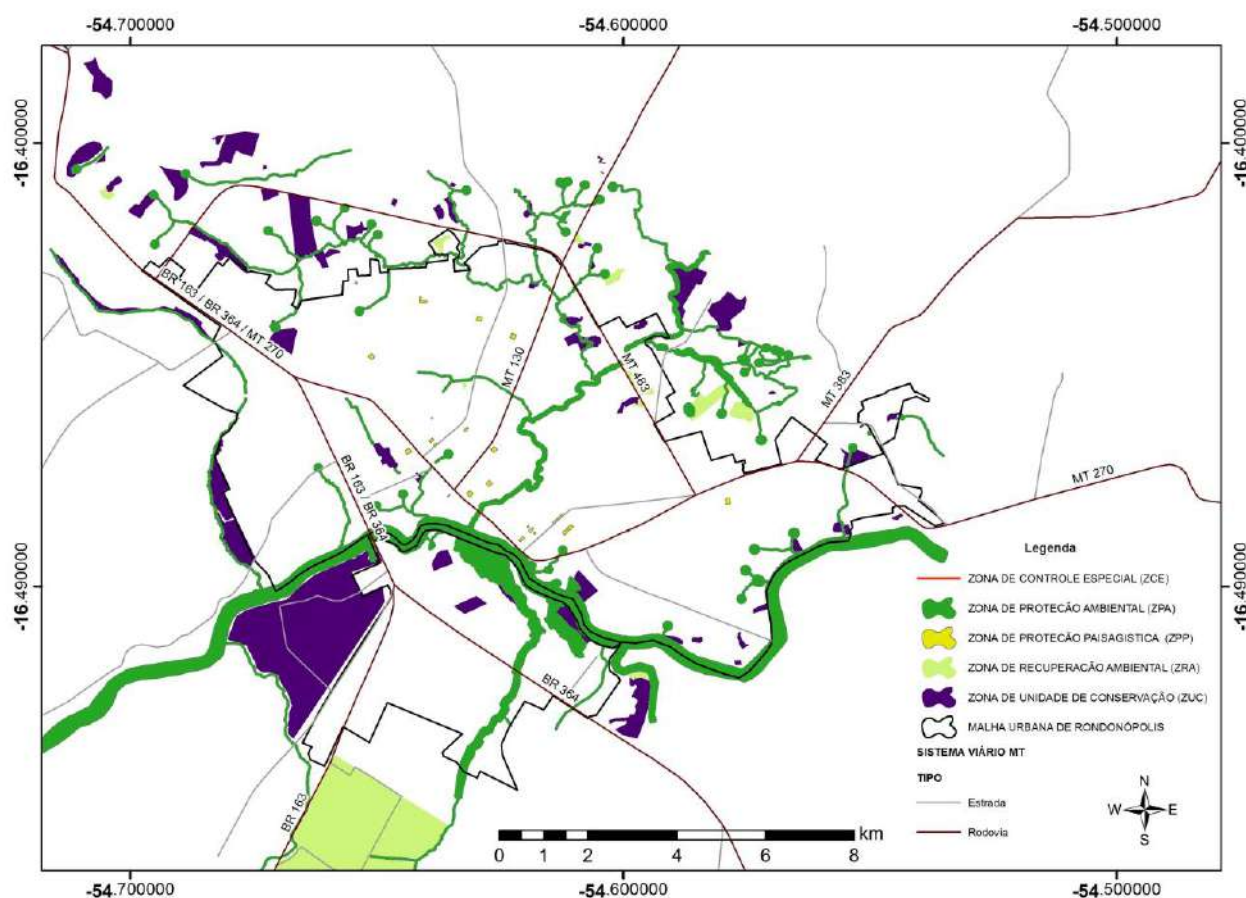 -54.700000 -54.600000 -54.500000
-16.400000 -16.400000
BR 163 / BR 364 / MT 270
MT 130
MT 463
MT 383
BR 163 / BR 364
MT 270
-16.490000 -16.490000
BR 364
BR 163
Legenda
ZONA DE CONTROLE ESPECIAL (ZCE)
ZONA DE PROTEÇÃO AMBIENTAL (ZPA)
ZONA DE PROTEÇÃO PAISAGISTICA (ZPP)
ZONA DE RECUPERAÇÃO AMBIENTAL (ZRA)
ZONA DE UNIDADE DE CONSERVAÇÃO (ZUC)
MALHA URBANA DE RONDONÓPOLIS
SISTEMA VIÁRIO MT
TIPO
Estrada
Rodovia
N
W E
S
km
0 1 2 4 6 8
-54.700000 -54.600000 -54.500000